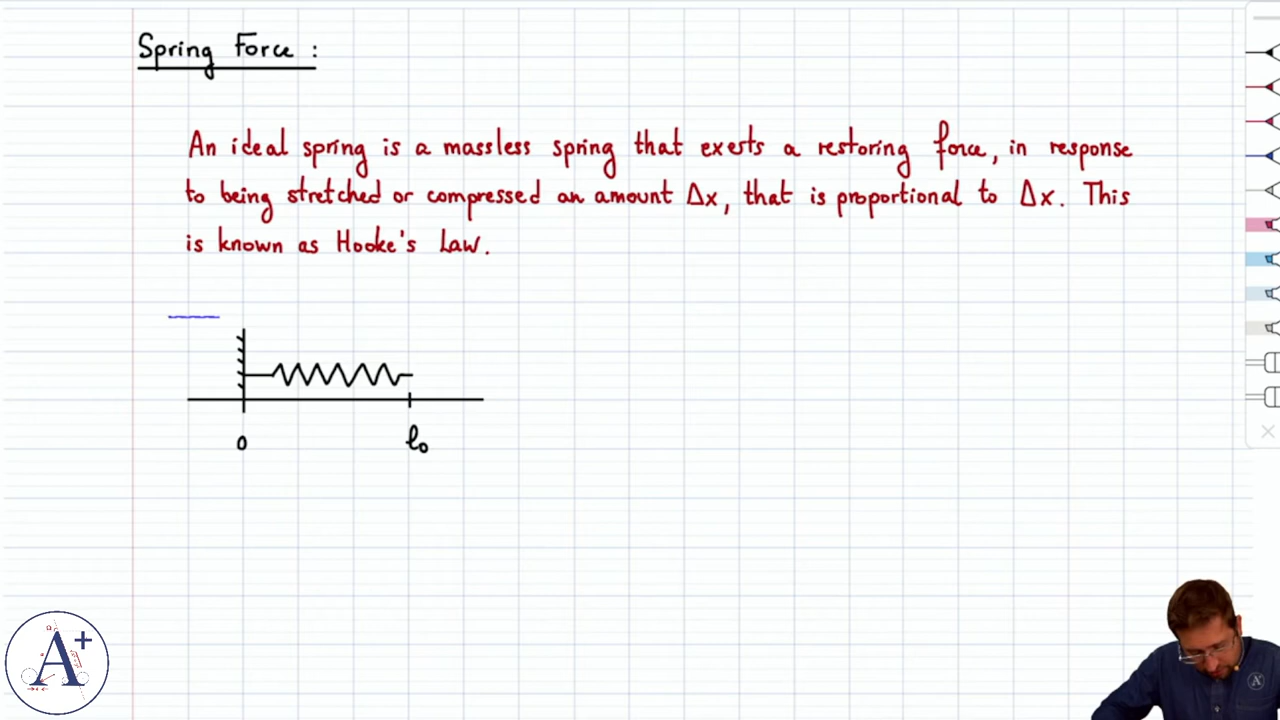 Spring Force :
An ideal spring is a massless spring that exerts a restoring force, in response
to being stretched or compressed an amount Δx, that is proportional to Δx. This
is known as Hooke's Law.
0 ℓ₀
A+